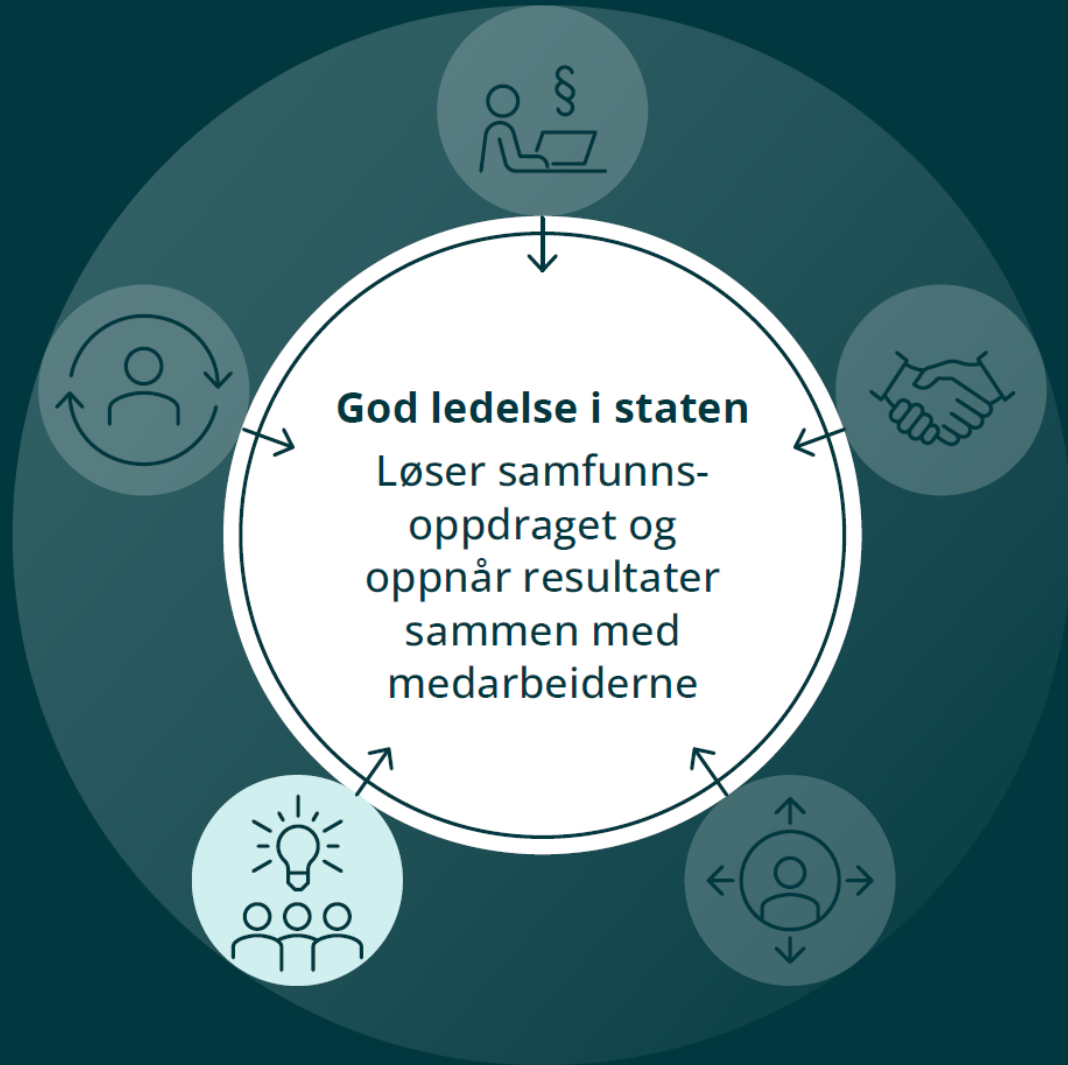 §
God ledelse i staten
Løser samfunns-
oppdraget og
oppnår resultater
sammen med
medarbeiderne